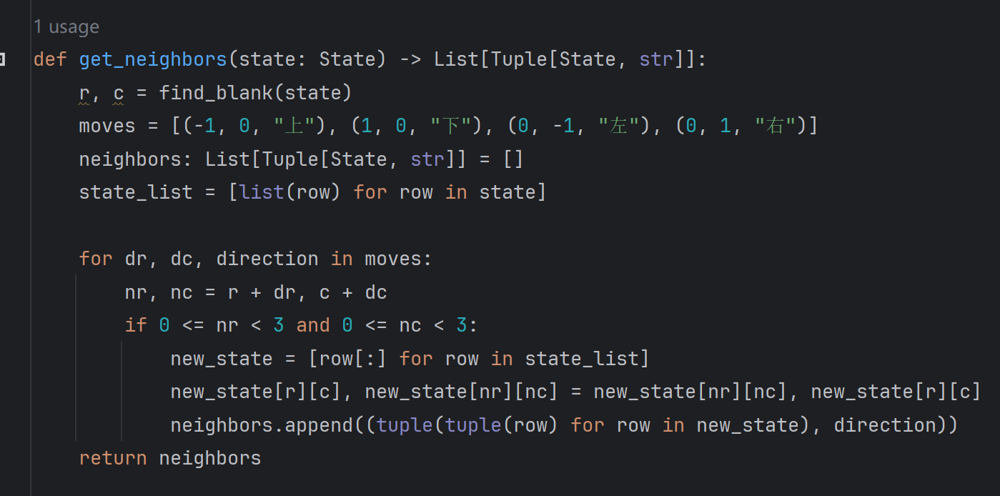 1 usage
def get_neighbors(state: State) -> List[Tuple[State, str]]:
    r, c = find_blank(state)
    moves = [(-1, 0, "上"), (1, 0, "下"), (0, -1, "左"), (0, 1, "右")]
    neighbors: List[Tuple[State, str]] = []
    state_list = [list(row) for row in state]
    for dr, dc, direction in moves:
        nr, nc = r + dr, c + dc
        if 0 <= nr < 3 and 0 <= nc < 3:
            new_state = [row[:] for row in state_list]
            new_state[r][c], new_state[nr][nc] = new_state[nr][nc], new_state[r][c]
            neighbors.append((tuple(tuple(row) for row in new_state), direction))
    return neighbors